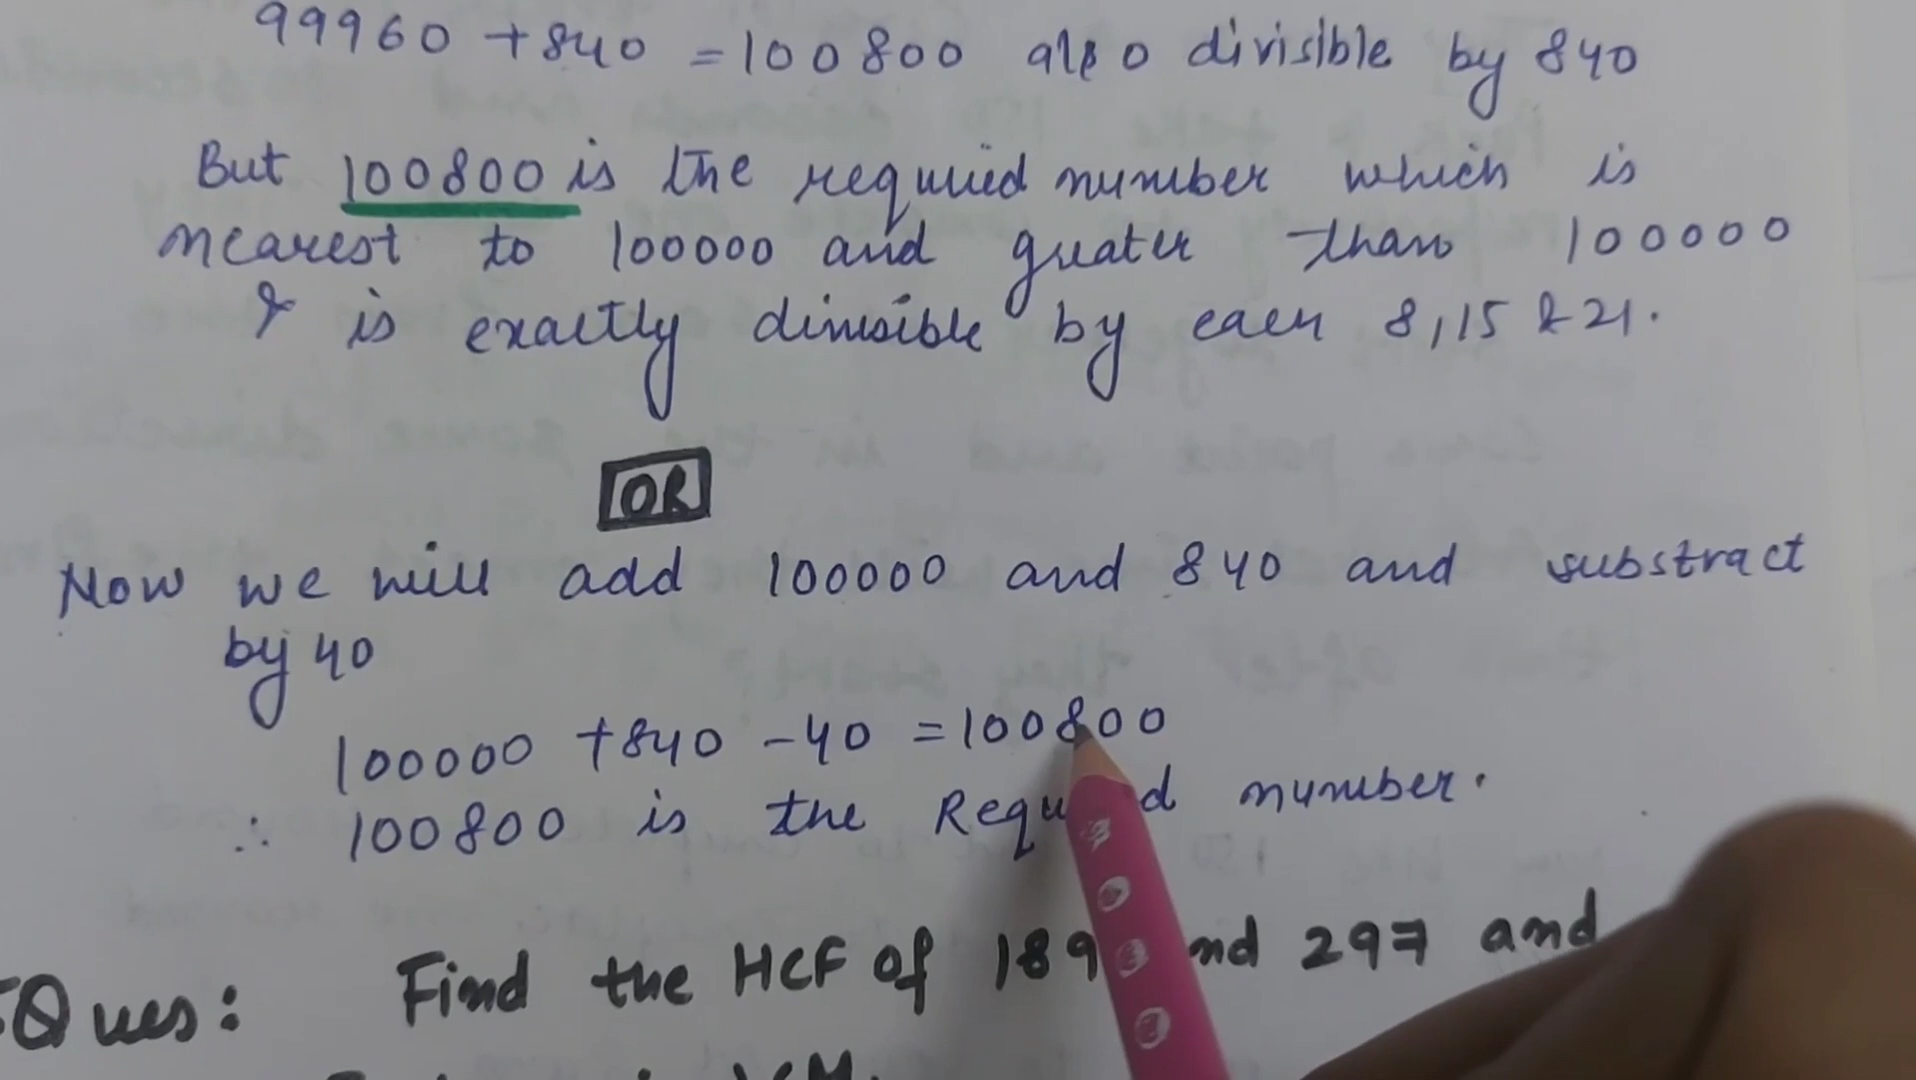 99960 + 840 = 100800 also divisible by 840
But 100800 is the required number which is
nearest to 100000 and greater than 100000
& is exactly divisible by each 8, 15 & 21.
OR
Now we will add 100000 and 840 and substract
by 40
100000 + 840 - 40 = 100800
∴ 100800 is the Required number.
Ques: Find the HCF of 189 and 297 and
LCM.